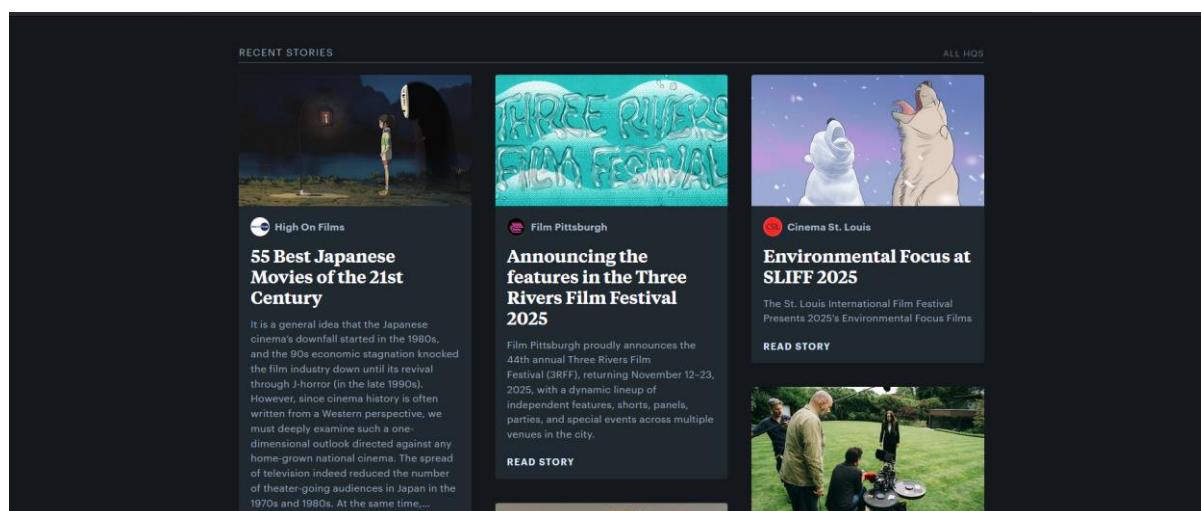 RECENT STORIES
ALL HQS
High On Films
55 Best Japanese
Movies of the 21st
Century
It is a general idea that the Japanese
cinema's downfall started in the 1980s,
and the 90s economic stagnation knocked
the film industry down until its revival
through J-horror (in the late 1990s).
However, since cinema history is often
written from a Western perspective, we
must deeply examine such a one-
dimensional outlook directed against any
home-grown national cinema. The spread
of television indeed reduced the number
of theater-going audiences in Japan in the
1970s and 1980s. At the same time,...
THREE RIVERS
FILM FESTIVAL
Film Pittsburgh
Announcing the
features in the Three
Rivers Film Festival
2025
Film Pittsburgh proudly announces the
44th annual Three Rivers Film
Festival (3RFF), returning November 12–23,
2025, with a dynamic lineup of
independent features, shorts, panels,
parties, and special events across multiple
venues in the city.
READ STORY
CSL
Cinema St. Louis
Environmental Focus at
SLIFF 2025
The St. Louis International Film Festival
Presents 2025's Environmental Focus Films
READ STORY